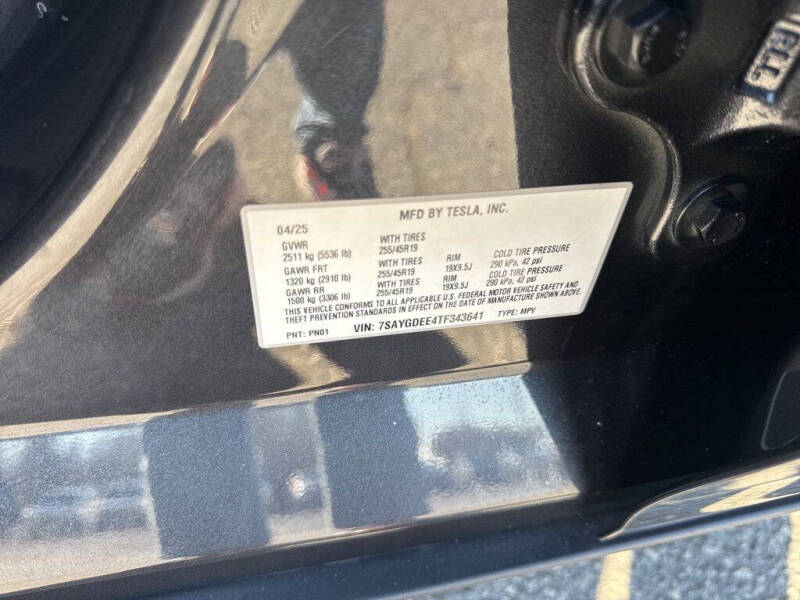 MFD BY TESLA, INC.
04/25
GVWR WITH TIRES
2511 kg (5536 lb) 255/45R19
GAWR FRT WITH TIRES RIM COLD TIRE PRESSURE
1320 kg (2910 lb) 255/45R19 19X9.5J 290 kPa, 42 psi
GAWR RR WITH TIRES RIM COLD TIRE PRESSURE
1500 kg (3306 lb) 255/45R19 19X9.5J 290 kPa, 42 psi
THIS VEHICLE CONFORMS TO ALL APPLICABLE U.S. FEDERAL MOTOR VEHICLE SAFETY AND
THEFT PREVENTION STANDARDS IN EFFECT ON THE DATE OF MANUFACTURE SHOWN ABOVE.
PNT: PN01 VIN: 7SAYGDEE4TF343641 TYPE: MPV